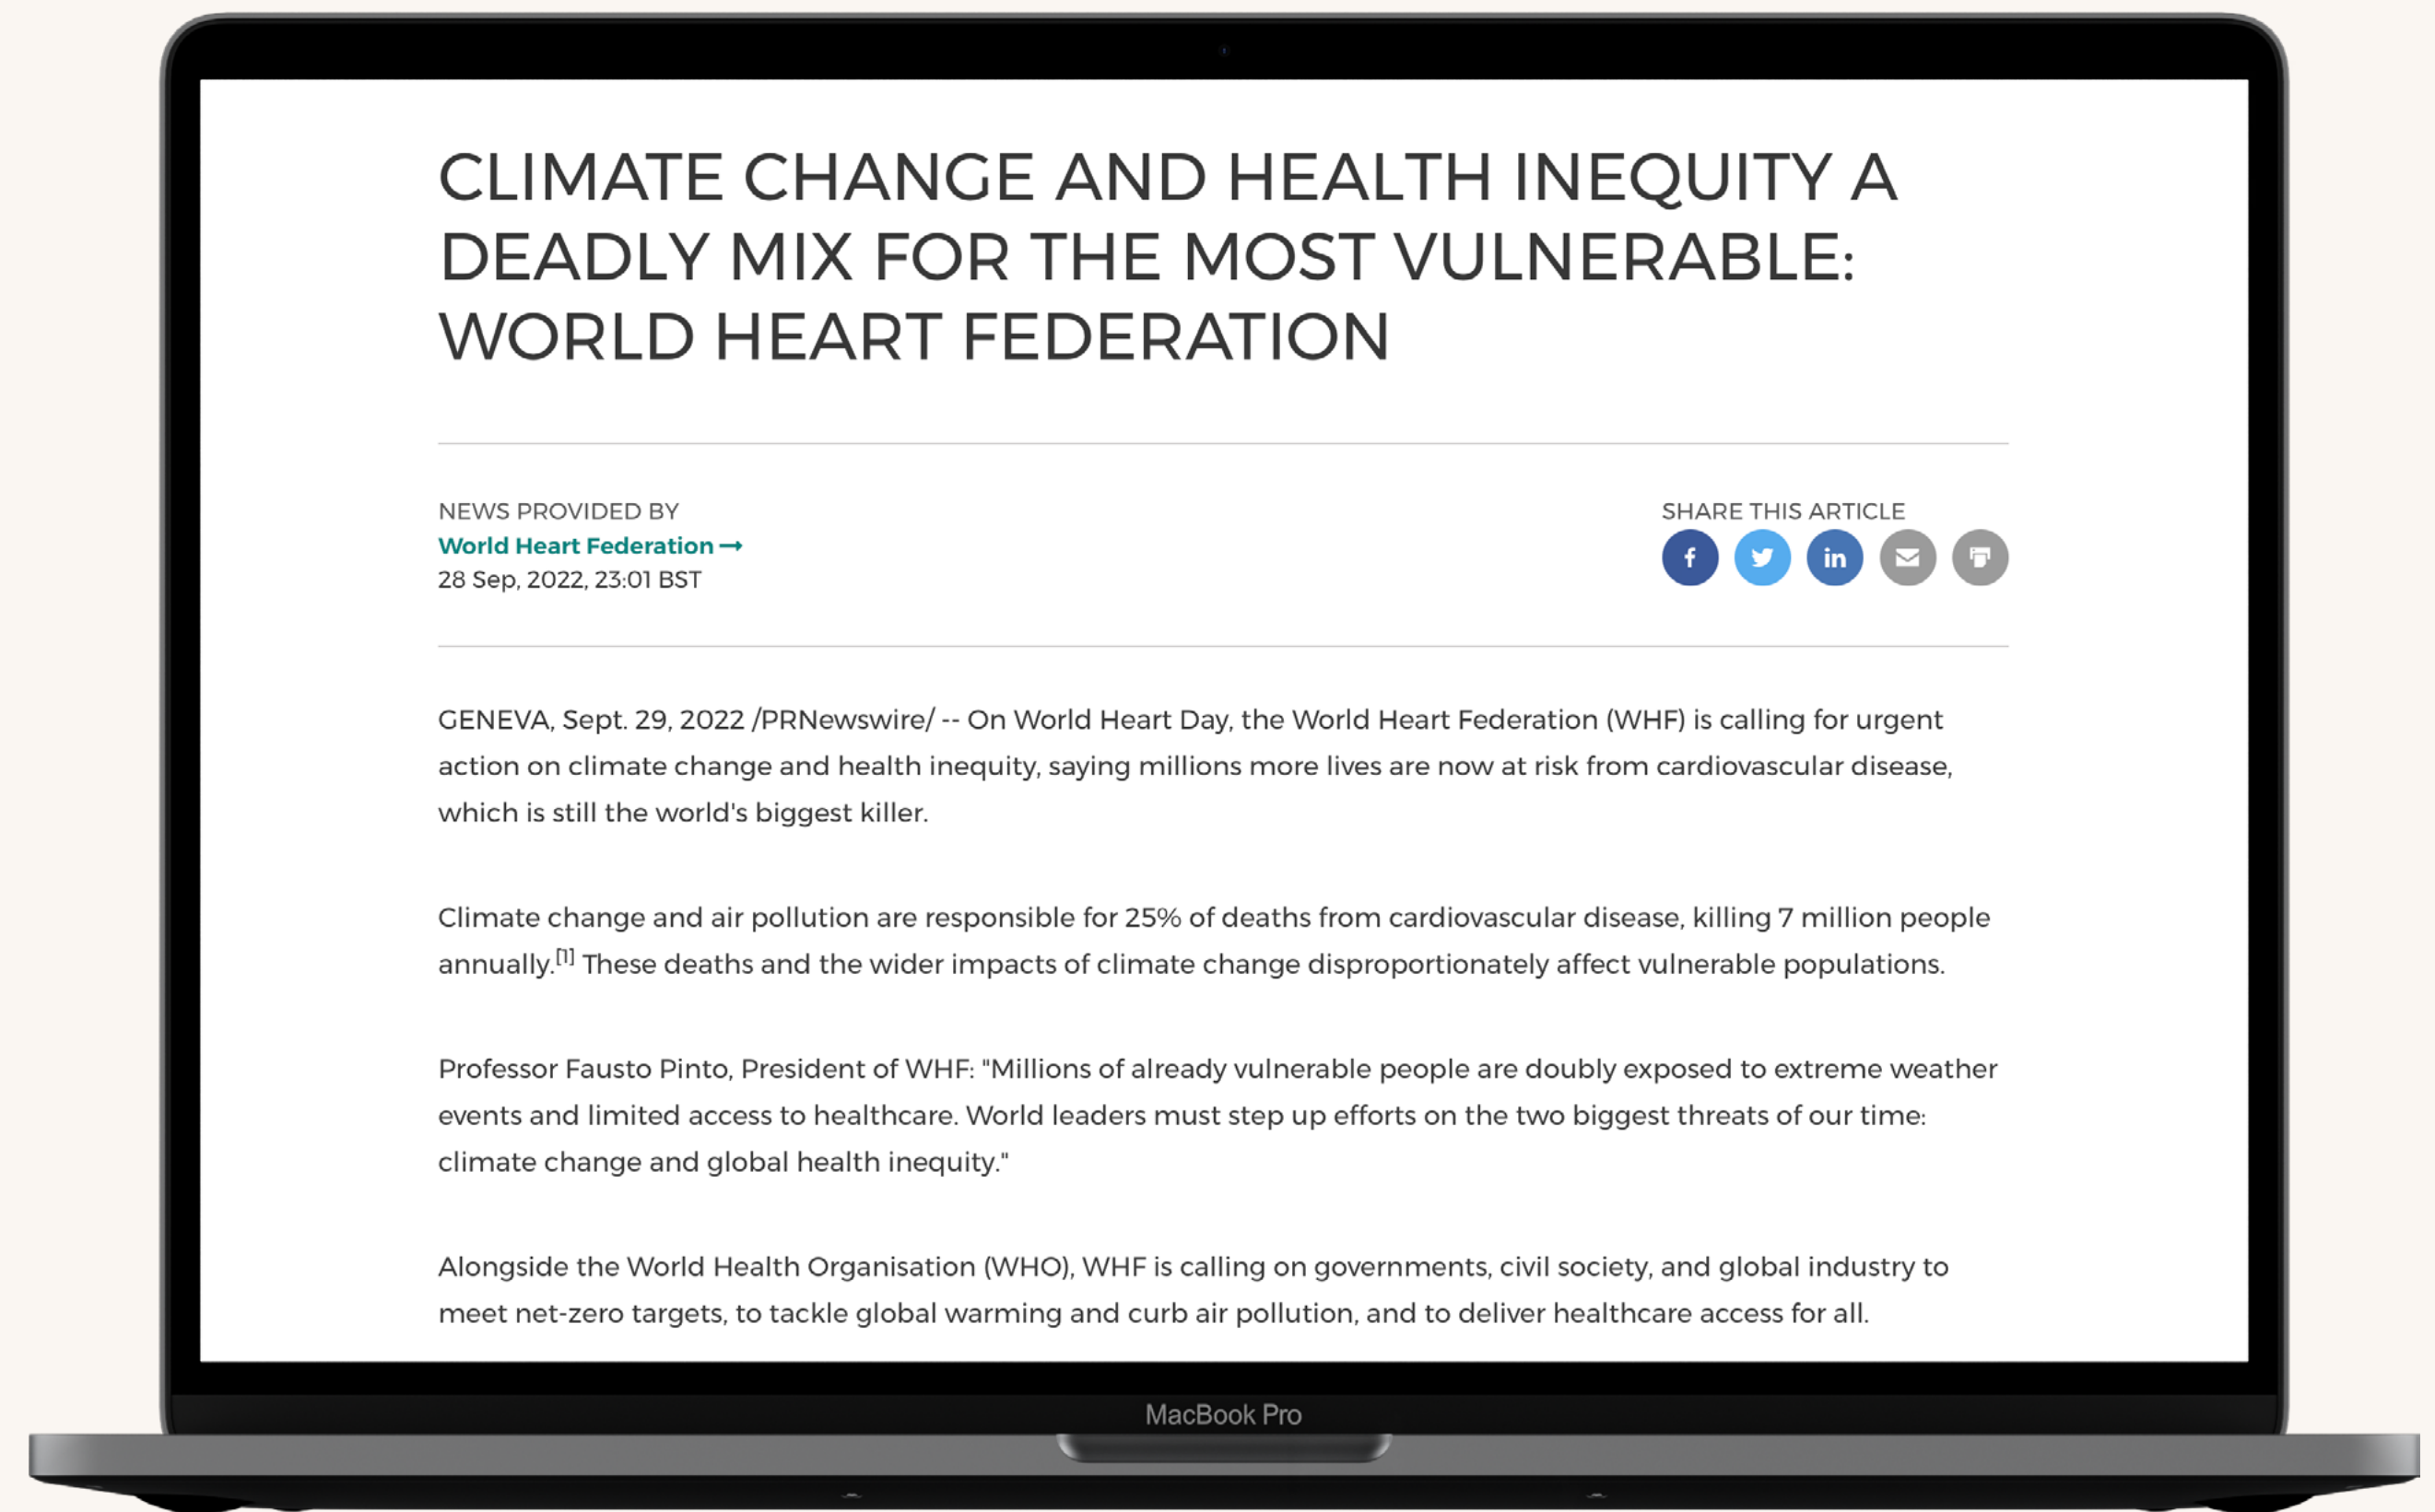 CLIMATE CHANGE AND HEALTH INEQUITY A
DEADLY MIX FOR THE MOST VULNERABLE:
WORLD HEART FEDERATION
NEWS PROVIDED BY
World Heart Federation →
28 Sep, 2022, 23:01 BST
SHARE THIS ARTICLE
f
in
GENEVA, Sept. 29, 2022 /PRNewswire/ -- On World Heart Day, the World Heart Federation (WHF) is calling for urgent
action on climate change and health inequity, saying millions more lives are now at risk from cardiovascular disease,
which is still the world's biggest killer.
Climate change and air pollution are responsible for 25% of deaths from cardiovascular disease, killing 7 million people
annually.[1] These deaths and the wider impacts of climate change disproportionately affect vulnerable populations.
Professor Fausto Pinto, President of WHF: "Millions of already vulnerable people are doubly exposed to extreme weather
events and limited access to healthcare. World leaders must step up efforts on the two biggest threats of our time:
climate change and global health inequity."
Alongside the World Health Organisation (WHO), WHF is calling on governments, civil society, and global industry to
meet net-zero targets, to tackle global warming and curb air pollution, and to deliver healthcare access for all.
MacBook Pro